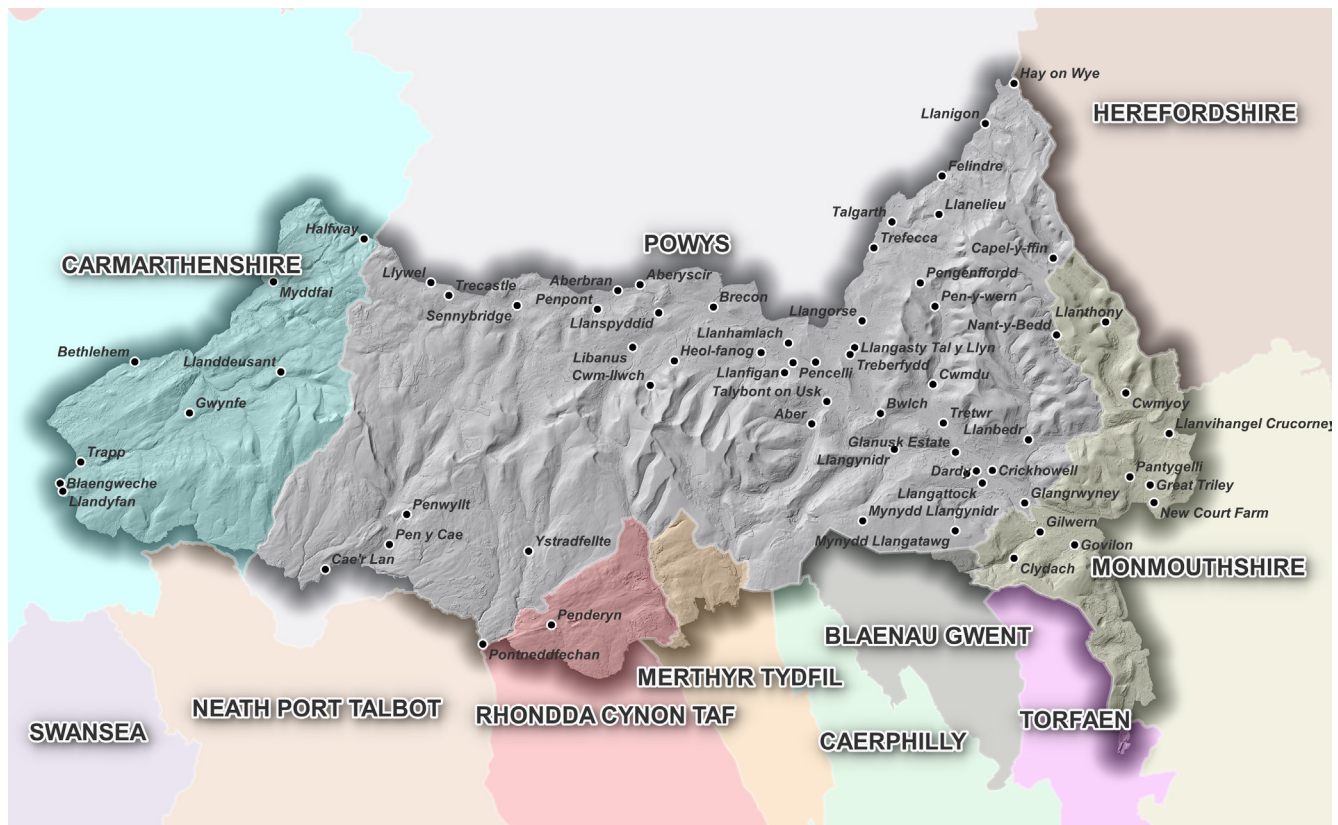 Hay on Wye
HEREFORDSHIRE
Llanigon
Felindre
Llanelieu
Talgarth
Halfway
POWYS
Trefecca
Capel-y-ffin
CARMARTHENSHIRE
Llywel
Trecastle
Aberbran
Aberyscir
Pengenffordd
Myddfai
Sennybridge
Penpont
Brecon
Pen-y-wern
Llanspyddid
Llangorse
Llanthony
Nant-y-Bedd
Llanhamlach
Bethlehem
Llanddeusant
Libanus
Heol-fanog
Llangasty Tal y Llyn
Treberfydd
Cwm-llwch
Llanfigan
Pencelli
Cwmdu
Talybont on Usk
Gwynfe
Cwmyoy
Aber
Bwlch
Tretwr
Llanbedr
Llanvihangel Crucorney
Glanusk Estate
Llangynidr
Trapp
Dardy
Crickhowell
Pantygelli
Blaengweche
Great Triley
Llandyfan
Llangattock
Glangrwyney
Penwyllt
Mynydd Llangynidr
New Court Farm
Gilwern
Pen y Cae
Mynydd Llangatawg
Govilon
Ystradfellte
Cae'r Lan
Clydach
MONMOUTHSHIRE
Penderyn
BLAENAU GWENT
Pontneddfechan
MERTHYR TYDFIL
NEATH PORT TALBOT
RHONDDA CYNON TAF
TORFAEN
SWANSEA
CAERPHILLY